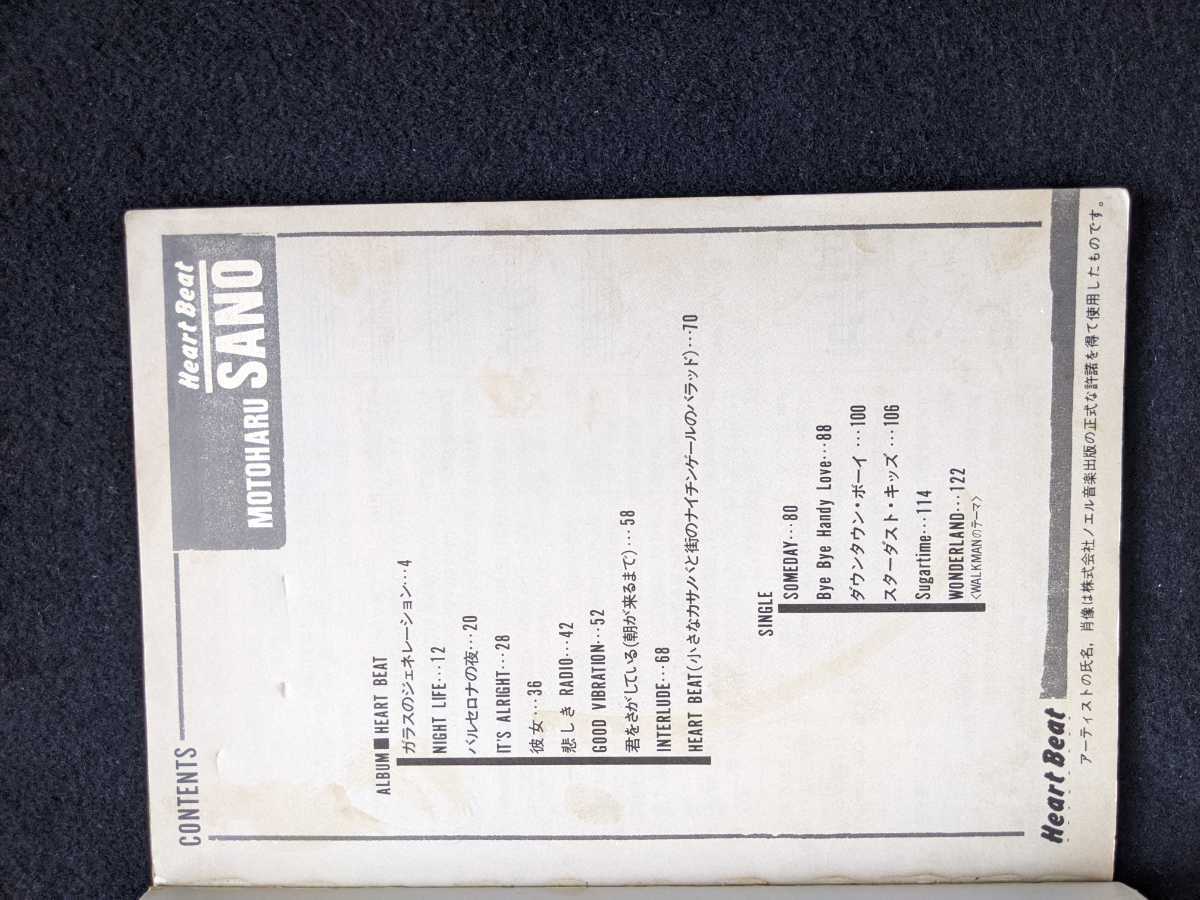 CONTENTS
Heart Beat
MOTOHARU SANO
ALBUM■HEART BEAT
ガラスのジェネレーション…4
NIGHT LIFE…12
バルセロナの夜…20
IT'S ALRIGHT…28
彼女…36
悲しき RADIO…42
GOOD VIBRATION…52
君をさがしている(朝が来るまで)…58
INTERLUDE…68
HEART BEAT(小さなカサノバと街のナイチンゲールのバラッド)…70
SINGLE
SOMEDAY…80
Bye Bye Handy Love…88
ダウンタウン・ボーイ…100
スターダスト・キッズ…106
Sugartime…114
WONDERLAND…122
〈WALKMANのテーマ〉
Heart Beat
アーティストの氏名，肖像は株式会社ノエル音楽出版の正式な許諾を得て使用したものです。